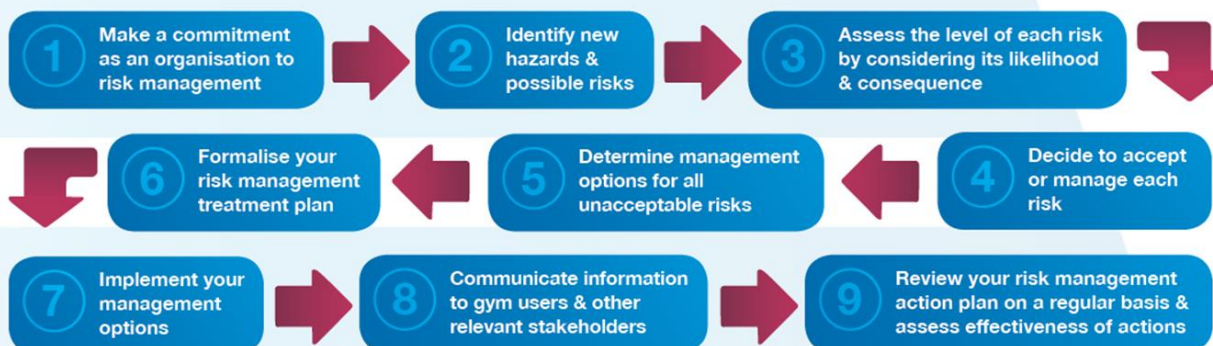 1
Make a commitment
as an organisation to
risk management
2
Identify new
hazards &
possible risks
3
Assess the level of each risk
by considering its likelihood
& consequence
4
Decide to accept
or manage each
risk
5
Determine management
options for all
unacceptable risks
6
Formalise your
risk management
treatment plan
7
Implement your
management
options
8
Communicate information
to gym users & other
relevant stakeholders
9
Review your risk management
action plan on a regular basis &
assess effectiveness of actions